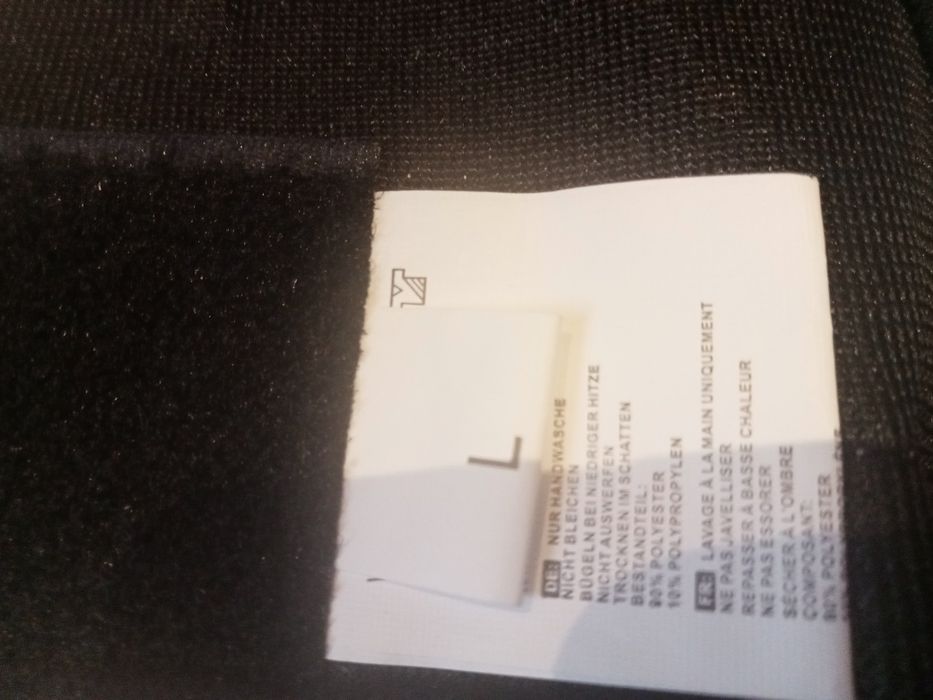 L
DE: NUR HANDWASCHE
NICHT BLEICHEN
BÜGELN BEI NIEDRIGER HITZE
NICHT AUSWERFEN
TROCKNEN IM SCHATTEN
BESTANDTEIL:
90% POLYESTER
10% POLYPROPYLEN
FR: LAVAGE À LA MAIN UNIQUEMENT
NE PAS JAVELLISER
REPASSER À BASSE CHALEUR
NE PAS ESSORER
SÉCHER À L'OMBRE
COMPOSANT:
90% POLYESTER